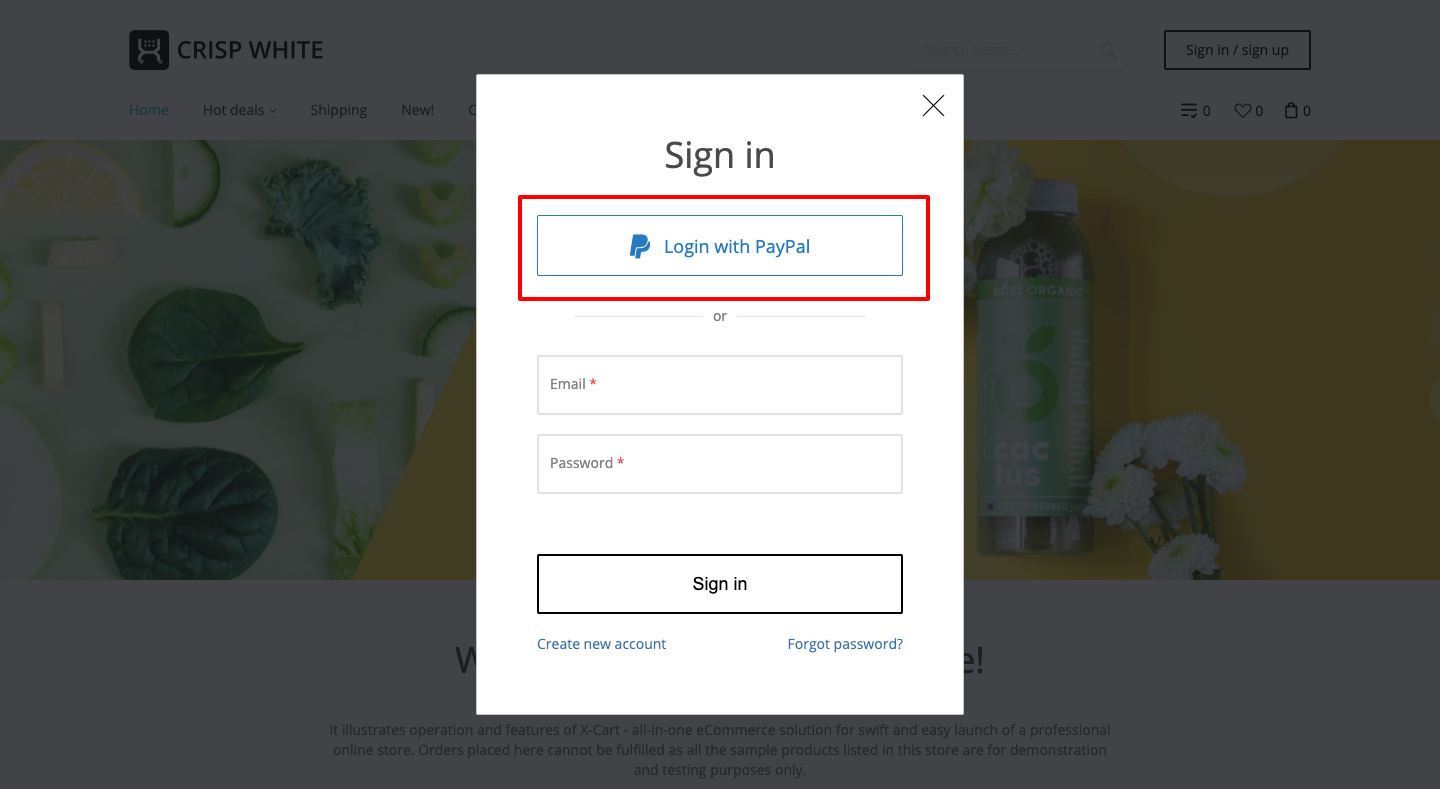 CRISP WHITE
Search items...
Sign in / sign up
Home Hot deals Shipping New!
0 0 0
Sign in
Login with PayPal
or
Email *
Password *
Sign in
Create new account Forgot password?
DOSE ORGANIC
cac
tus
It illustrates operation and features of X-Cart - all-in-one eCommerce solution for swift and easy launch of a professional
online store. Orders placed here cannot be fulfilled as all the sample products listed in this store are for demonstration
and testing purposes only.